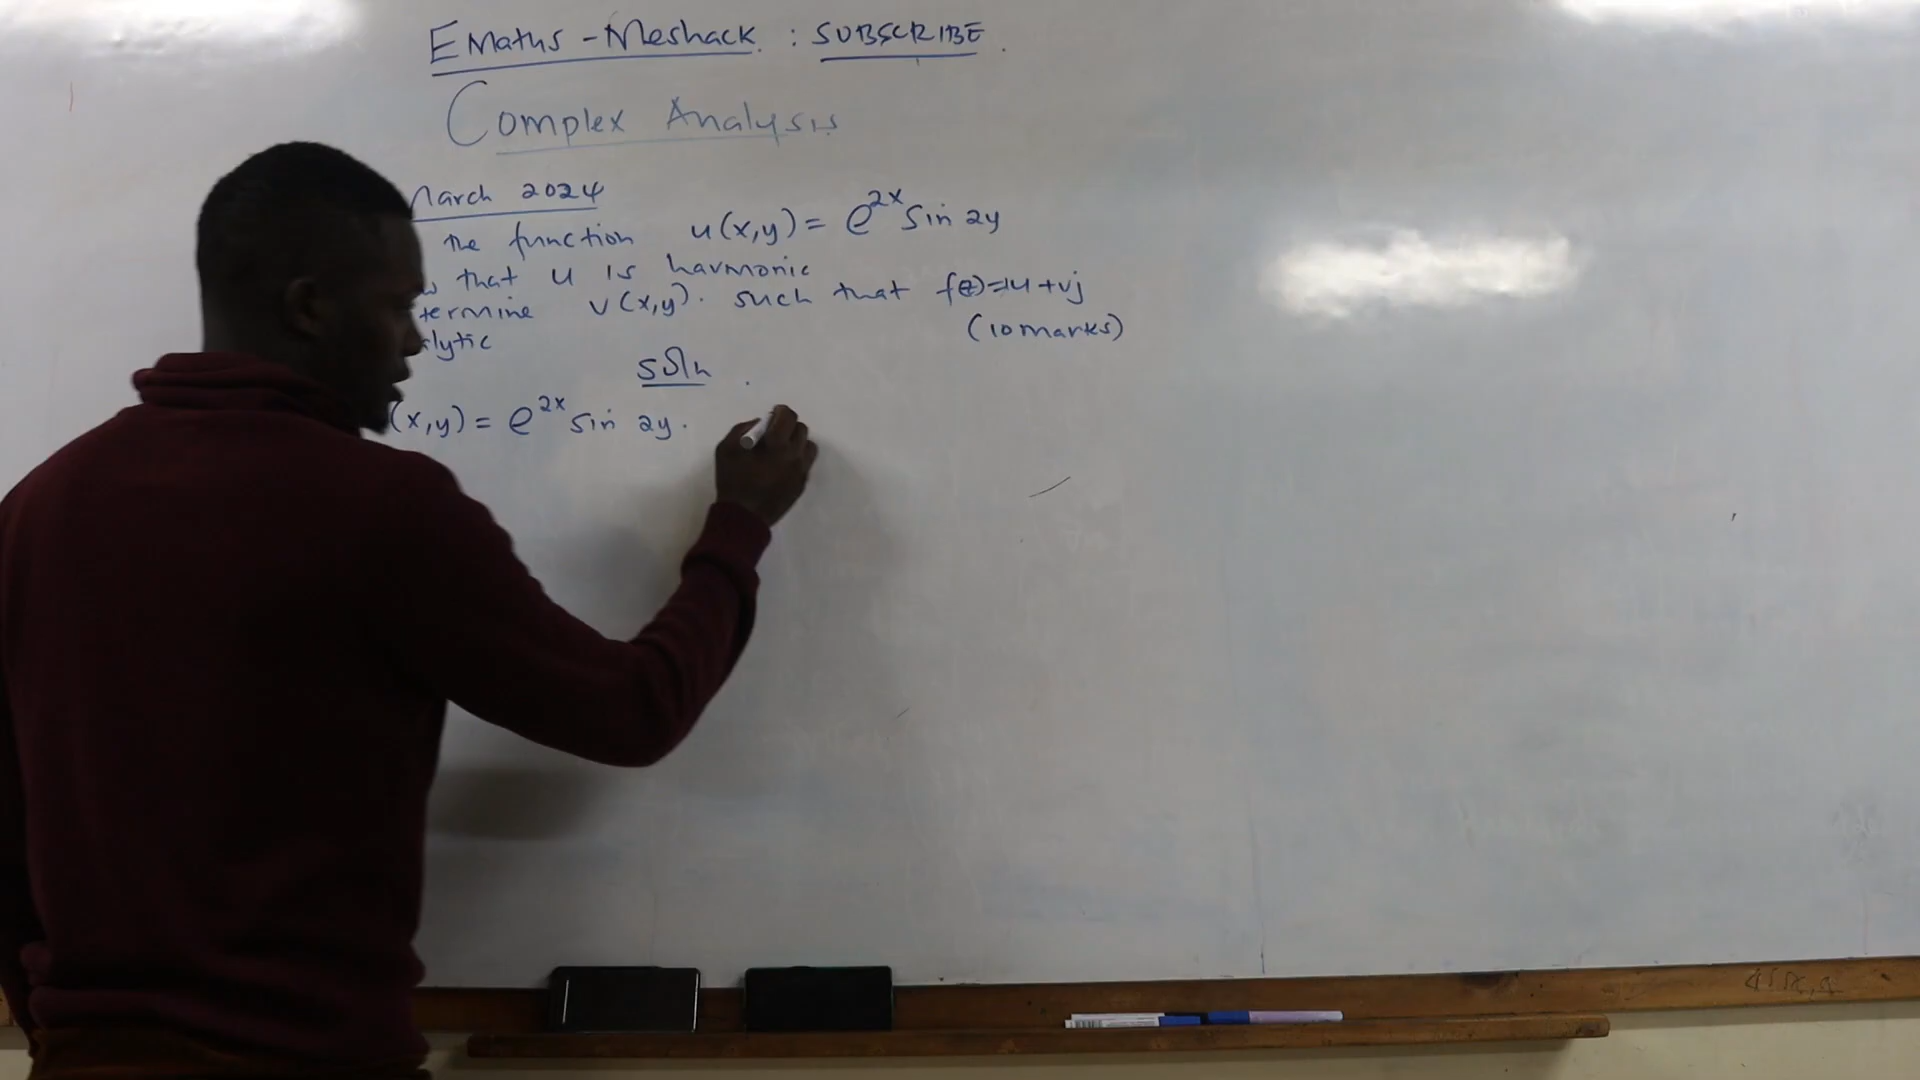 EMaths - Meshack : SUBSCRIBE
Complex Analysis
March 2024
the function u(x,y) = e^{2x} sin 2y
that u is harmonic
termine v(x,y). such that f(z)=u+vj
(10 marks)
lytic
soln
(x,y) = e^{2x} sin 2y.